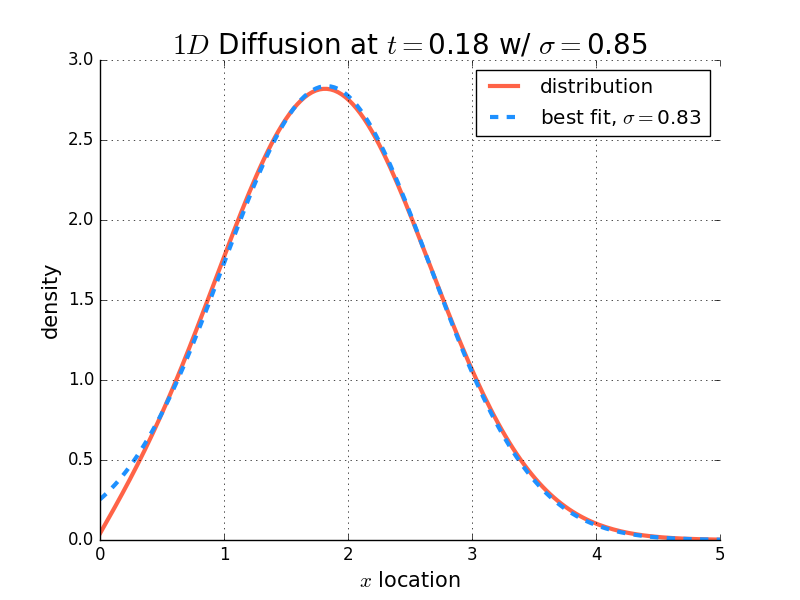 1D Diffusion at t = 0.18 w/ σ = 0.85
distribution
best fit, σ = 0.83
3.0
2.5
2.0
1.5
1.0
0.5
0.0
density
0 1 2 3 4 5
x location